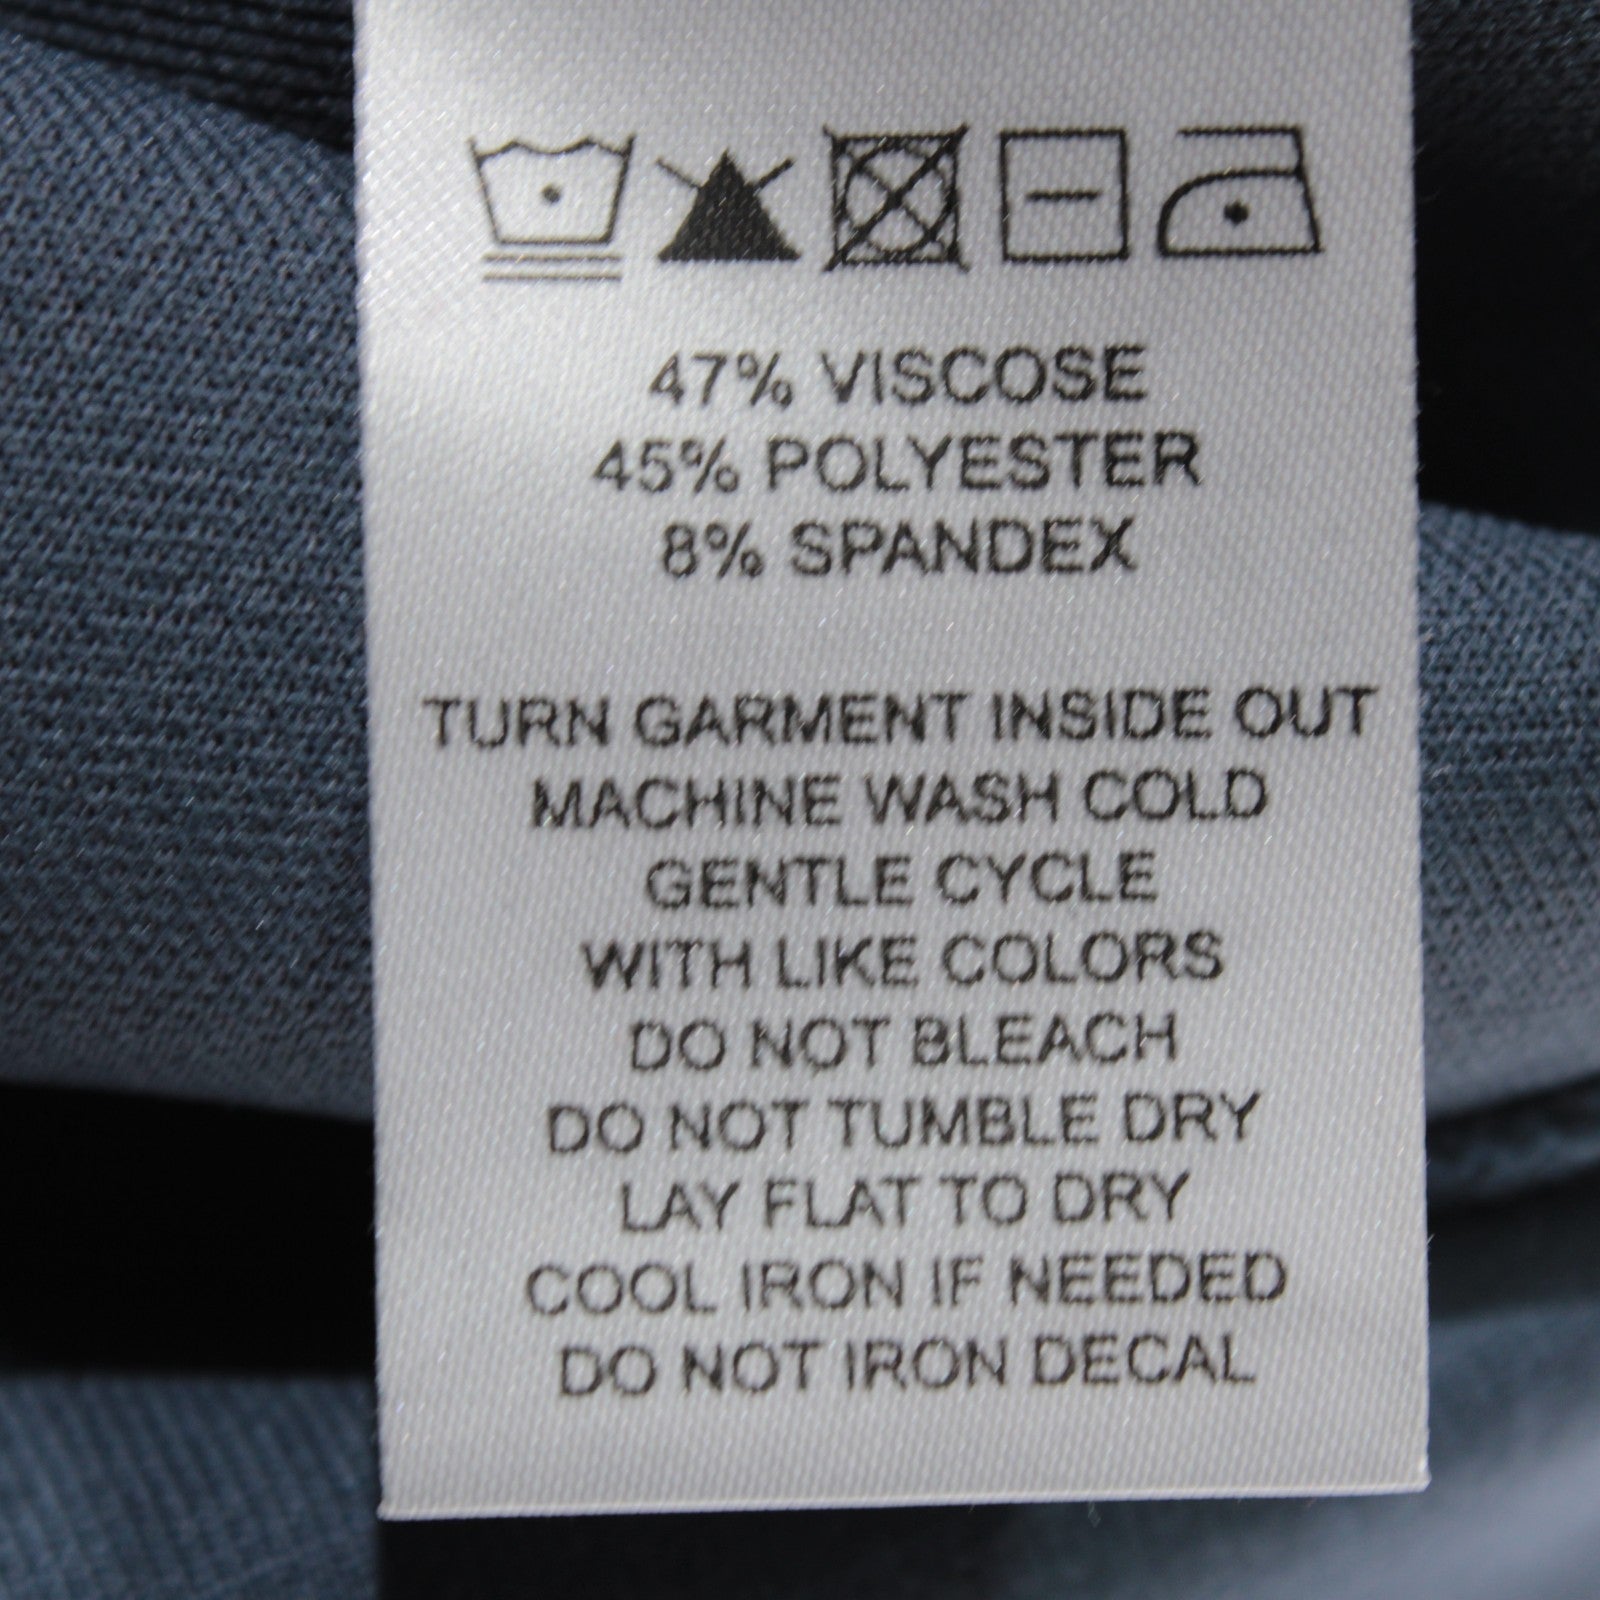 47% VISCOSE
45% POLYESTER
8% SPANDEX
TURN GARMENT INSIDE OUT
MACHINE WASH COLD
GENTLE CYCLE
WITH LIKE COLORS
DO NOT BLEACH
DO NOT TUMBLE DRY
LAY FLAT TO DRY
COOL IRON IF NEEDED
DO NOT IRON DECAL